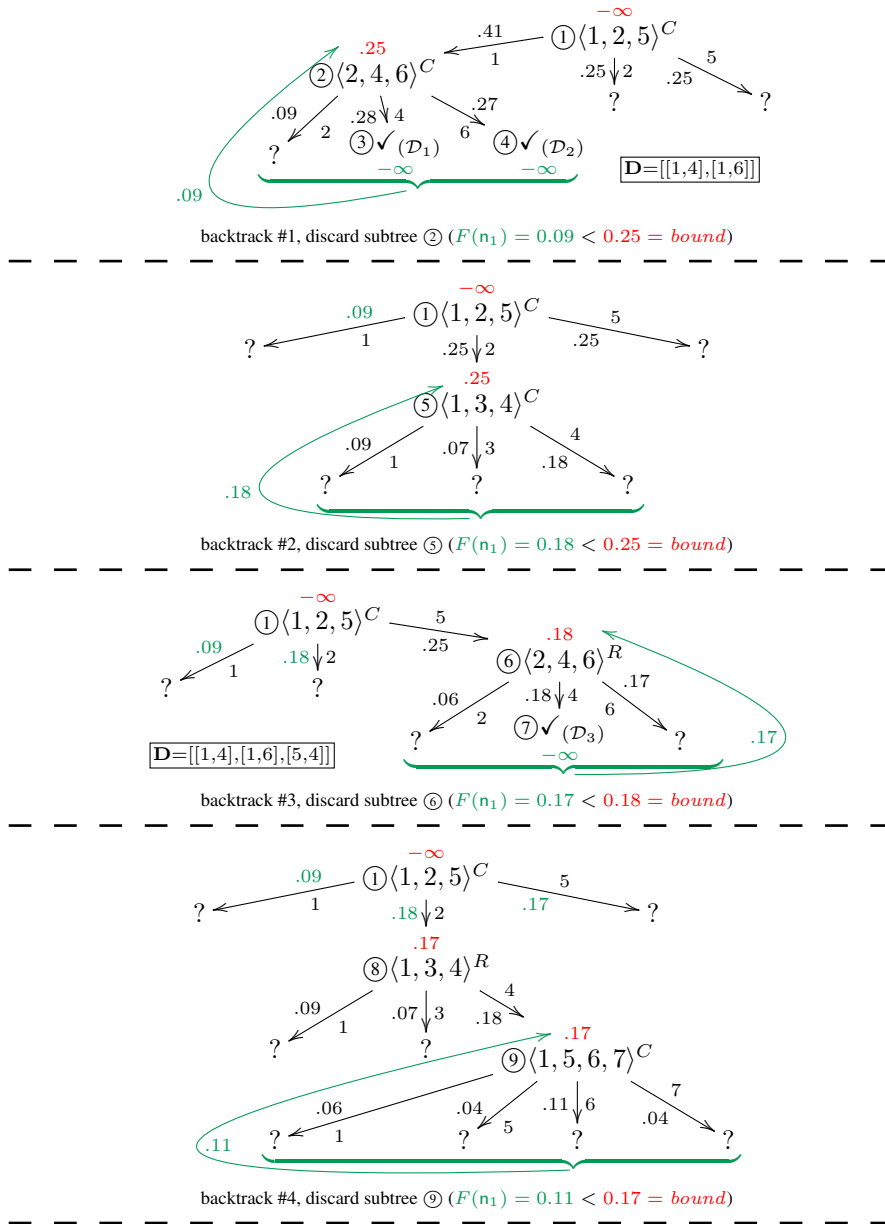 −∞
.41 ①⟨1, 2, 5⟩^C
.25 1 5
②⟨2, 4, 6⟩^C .25 2 .25
? ?
.09 2 .28 4 .27 6
? ③✓(𝒟₁) ④✓(𝒟₂)
−∞ −∞
D=[[1,4],[1,6]]
.09
backtrack #1, discard subtree ② (F(n₁) = 0.09 < 0.25 = bound)
−∞
.09 ①⟨1, 2, 5⟩^C 5
? 1 .25 2 .25 ?
.25
⑤⟨1, 3, 4⟩^C
.09 1 .07 3 4 .18
.18 ? ? ?
backtrack #2, discard subtree ⑤ (F(n₁) = 0.18 < 0.25 = bound)
−∞
①⟨1, 2, 5⟩^C 5
.09 1 .18 2 .25 .18
? ? ⑥⟨2, 4, 6⟩^R
.06 2 .18 4 .17 6
? ⑦✓(𝒟₃) ? .17
D=[[1,4],[1,6],[5,4]] −∞
backtrack #3, discard subtree ⑥ (F(n₁) = 0.17 < 0.18 = bound)
−∞
.09 ①⟨1, 2, 5⟩^C 5
? 1 .18 2 .17 ?
.17
⑧⟨1, 3, 4⟩^R
.09 1 .07 3 4 .18
? ? .17
⑨⟨1, 5, 6, 7⟩^C
.06 1 .04 5 .11 6 7 .04
.11 ? ? ? ?
backtrack #4, discard subtree ⑨ (F(n₁) = 0.11 < 0.17 = bound)